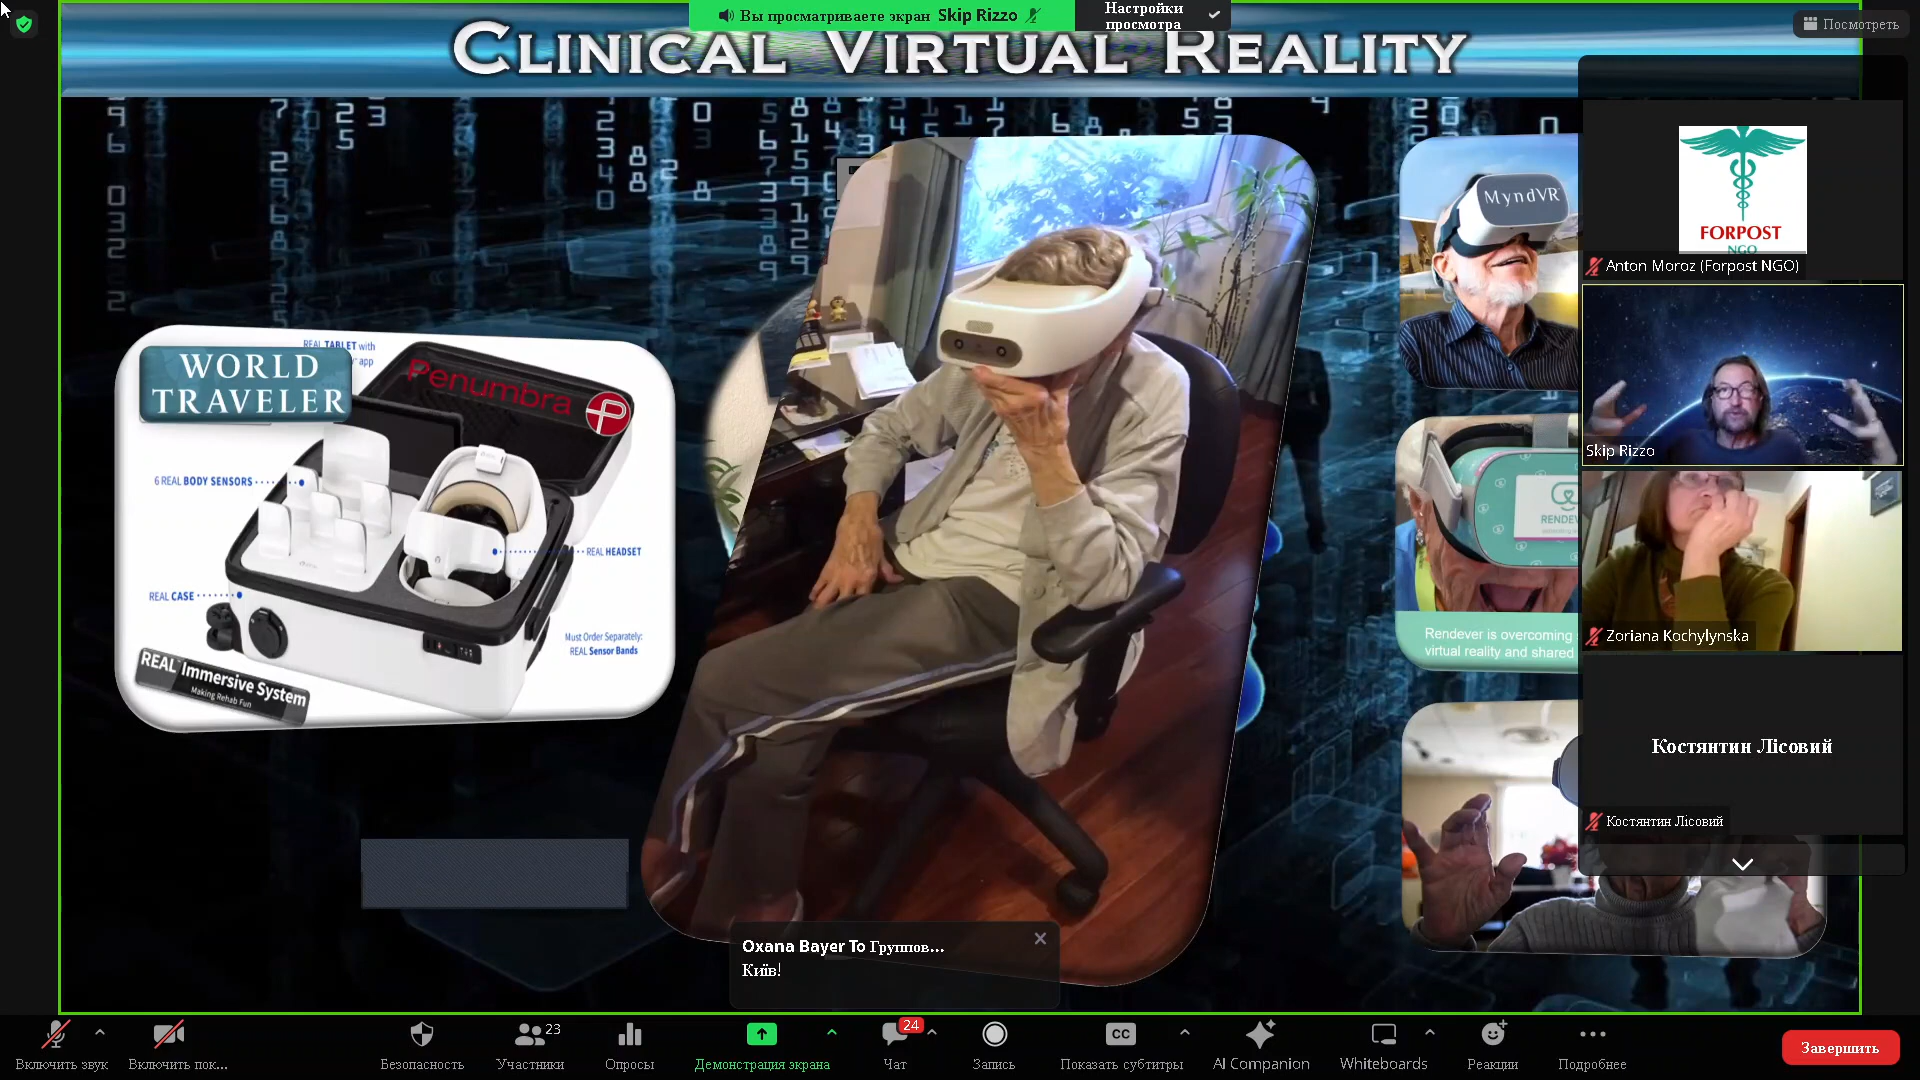 Вы просматриваете экран Skip Rizzo
Настройки
просмотра
Посмотреть
CLINICAL VIRTUAL REALITY
FORPOST
NGO
Anton Moroz (Forpost NGO)
MyndVR
Skip Rizzo
REAL TABLET with
app
WORLD
TRAVELER
Penumbra
6 REAL BODY SENSORS
REAL HEADSET
REAL CASE
Must Order Separately:
REAL Sensor Bands
REAL Immersive System
Making Rehab Fun
Rendever is overcoming
virtual reality and shared
Zoriana Kochylynska
Костянтин Лісовий
Костянтин Лісовий
Oxana Bayer To Группов...
Київ!
Включить звук
Включить пок...
Безопасность
23
Участники
Опросы
Демонстрация экрана
24
Чат
Запись
CC
Показать субтитры
AI Companion
Whiteboards
Реакции
Подробнее
Завершить